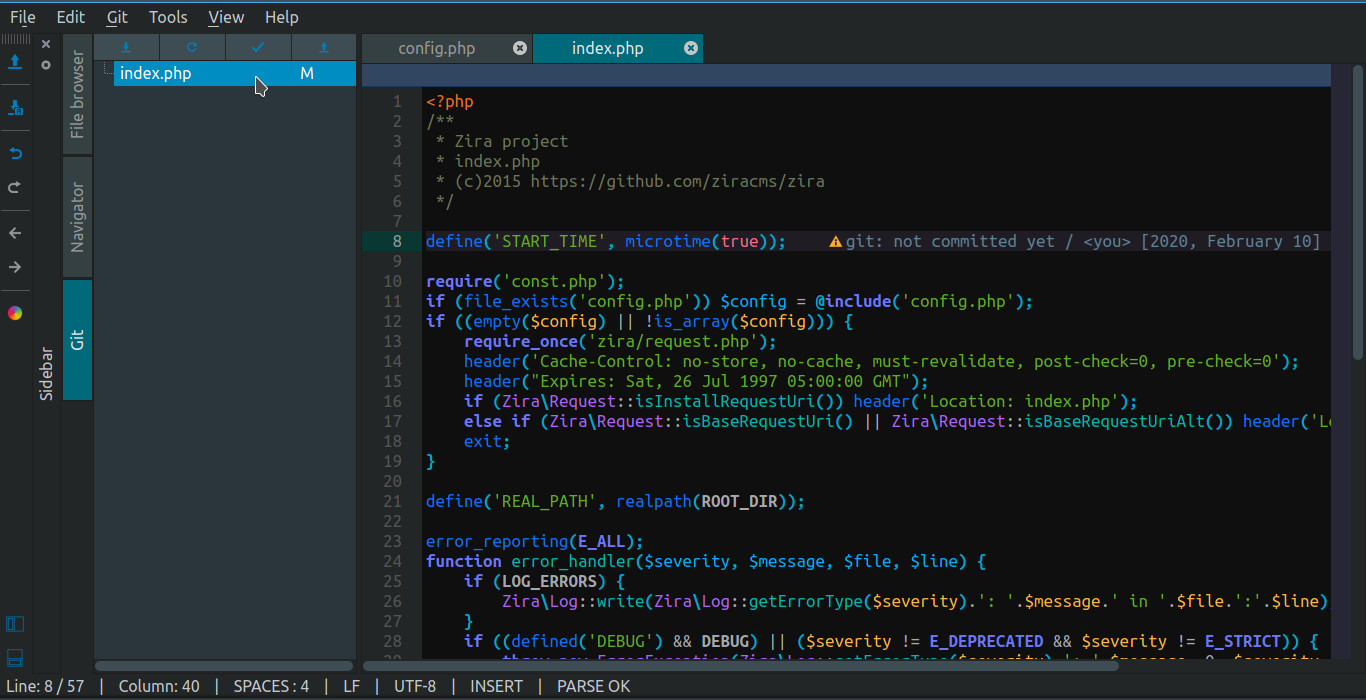 File Edit Git Tools View Help
Sidebar
File browser
Navigator
Git
index.php M
config.php
index.php
1 <?php
2 /**
3  * Zira project
4  * index.php
5  * (c)2015 https://github.com/ziracms/zira
6  */
7
8 define('START_TIME', microtime(true)); git: not committed yet / <you> [2020, February 10]
9
10 require('const.php');
11 if (file_exists('config.php')) $config = @include('config.php');
12 if ((empty($config) || !is_array($config))) {
13     require_once('zira/request.php');
14     header('Cache-Control: no-store, no-cache, must-revalidate, post-check=0, pre-check=0');
15     header("Expires: Sat, 26 Jul 1997 05:00:00 GMT");
16     if (Zira\Request::isInstallRequestUri()) header('Location: index.php');
17     else if (Zira\Request::isBaseRequestUri() || Zira\Request::isBaseRequestUriAlt()) header('L
18     exit;
19 }
20
21 define('REAL_PATH', realpath(ROOT_DIR));
22
23 error_reporting(E_ALL);
24 function error_handler($severity, $message, $file, $line) {
25     if (LOG_ERRORS) {
26         Zira\Log::write(Zira\Log::getErrorType($severity).': '.$message.' in '.$file.':'.$line)
27     }
28     if ((defined('DEBUG') && DEBUG) || ($severity != E_DEPRECATED && $severity != E_STRICT)) {
Line: 8 / 57 | Column: 40 | SPACES : 4 | LF | UTF-8 | INSERT | PARSE OK